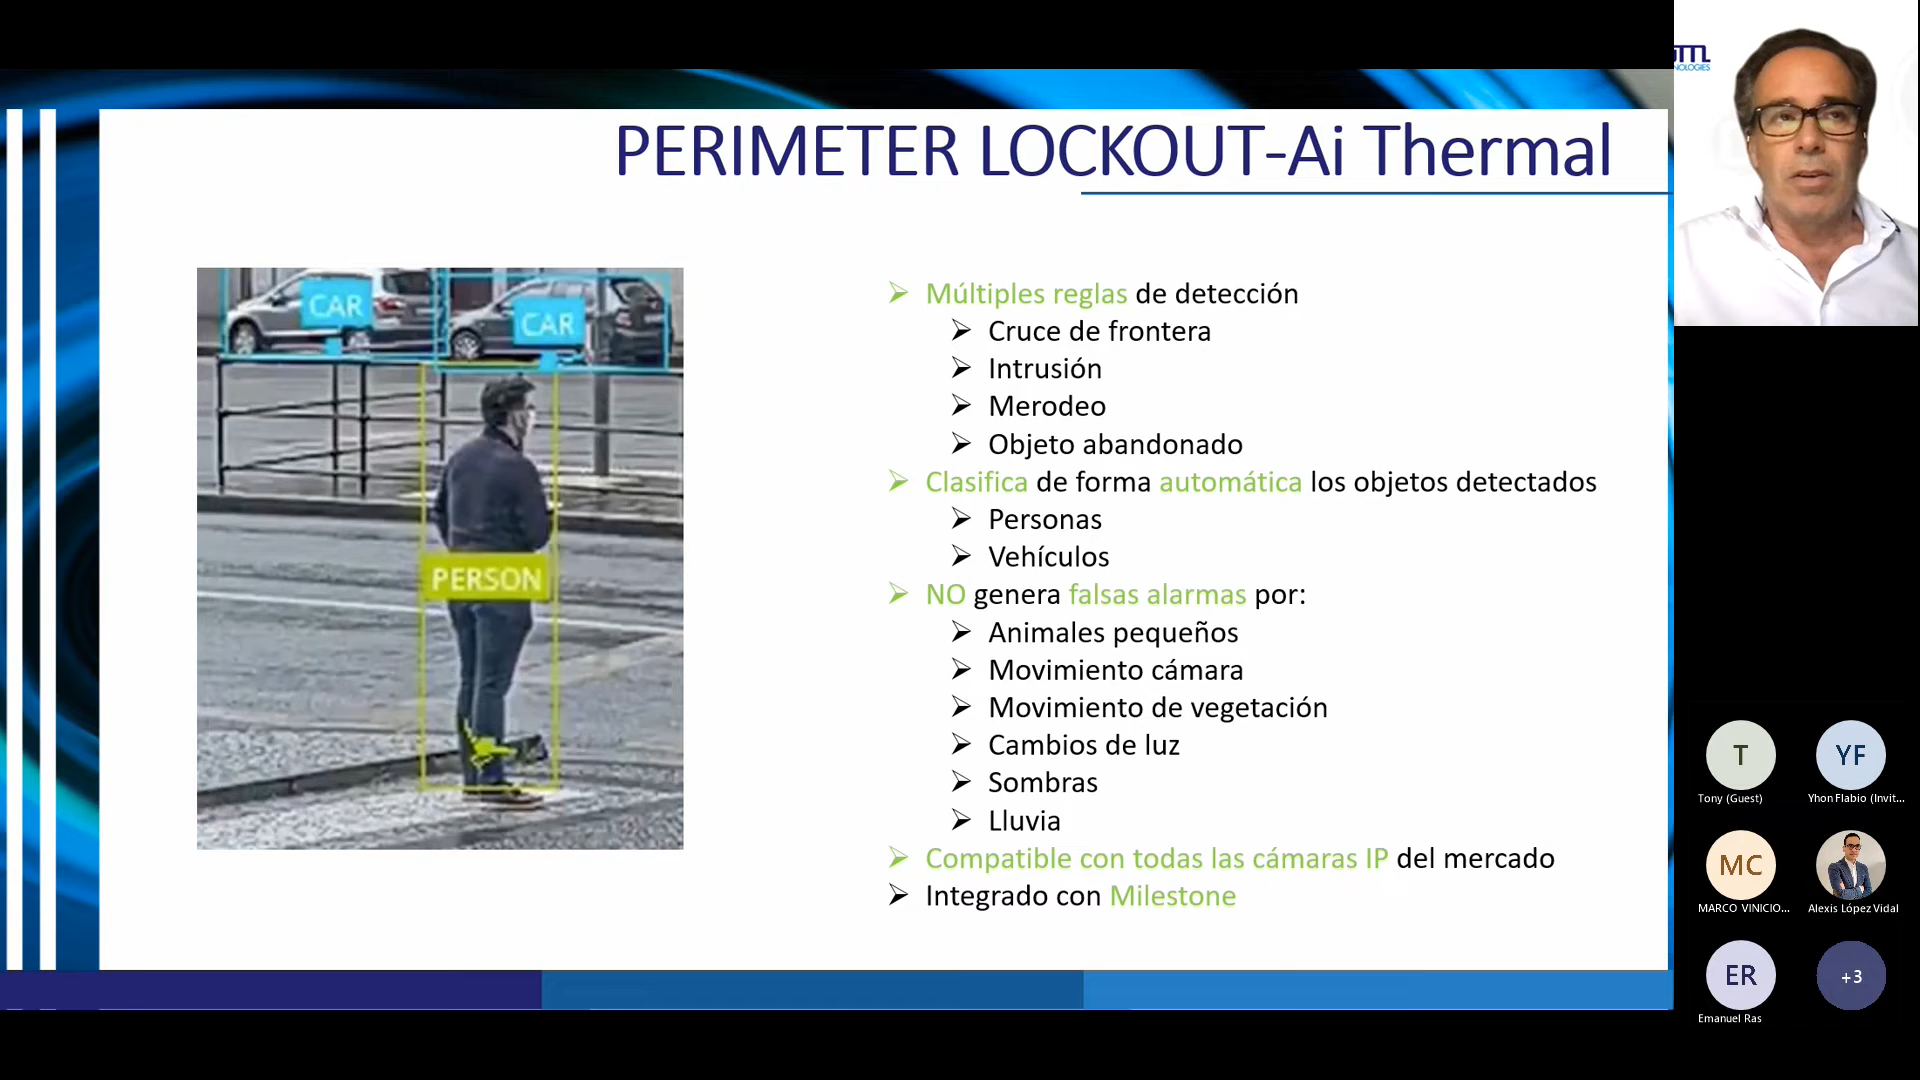 PERIMETER LOCKOUT-Ai Thermal
CAR
CAR
PERSON
Múltiples reglas de detección
Cruce de frontera
Intrusión
Merodeo
Objeto abandonado
Clasifica de forma automática los objetos detectados
Personas
Vehículos
NO genera falsas alarmas por:
Animales pequeños
Movimiento cámara
Movimiento de vegetación
Cambios de luz
Sombras
Lluvia
Compatible con todas las cámaras IP del mercado
Integrado con Milestone
T
Tony (Guest)
YF
Yhon Flabio (Invit...
MC
MARCO VINICIO...
Alexis López Vidal
ER
Emanuel Ras
+3